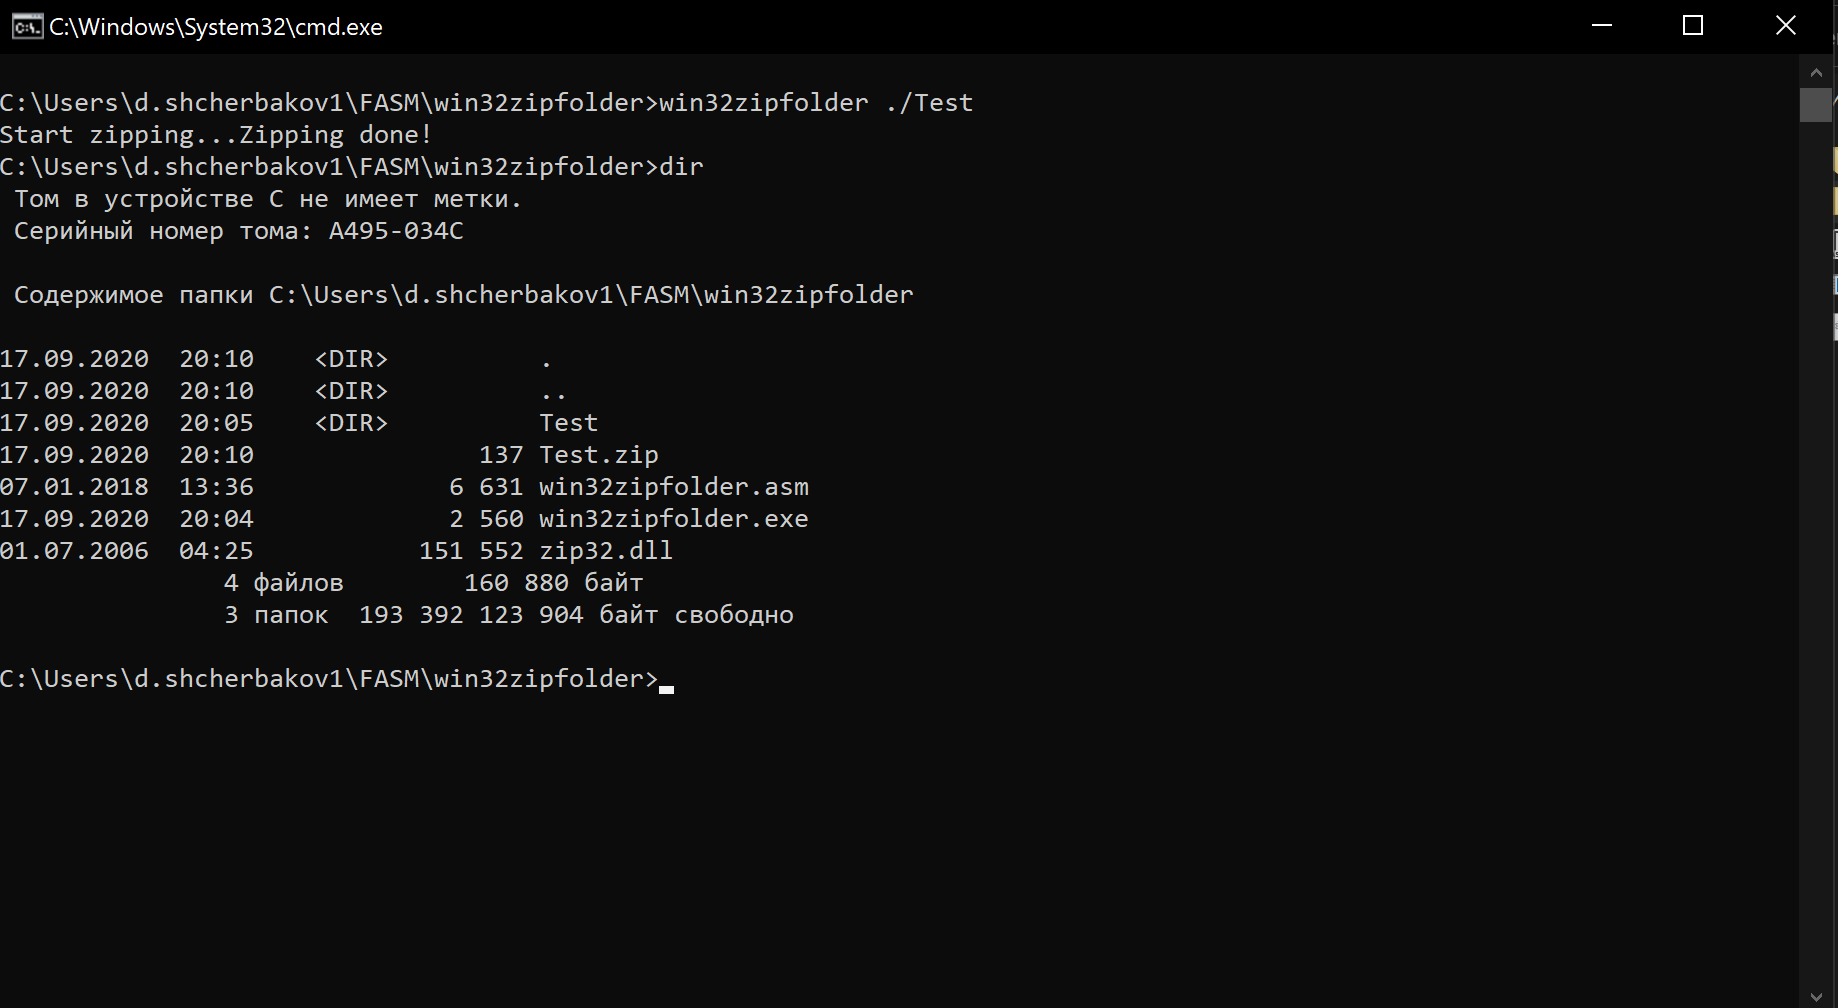 C:\Windows\System32\cmd.exe
C:\Users\d.shcherbakov1\FASM\win32zipfolder>win32zipfolder ./Test
Start zipping...Zipping done!
C:\Users\d.shcherbakov1\FASM\win32zipfolder>dir
Том в устройстве C не имеет метки.
Серийный номер тома: A495-034C
Содержимое папки C:\Users\d.shcherbakov1\FASM\win32zipfolder
17.09.2020  20:10    <DIR>          .
17.09.2020  20:10    <DIR>          ..
17.09.2020  20:05    <DIR>          Test
17.09.2020  20:10               137 Test.zip
07.01.2018  13:36             6 631 win32zipfolder.asm
17.09.2020  20:04             2 560 win32zipfolder.exe
01.07.2006  04:25           151 552 zip32.dll
4 файлов        160 880 байт
3 папок  193 392 123 904 байт свободно
C:\Users\d.shcherbakov1\FASM\win32zipfolder>